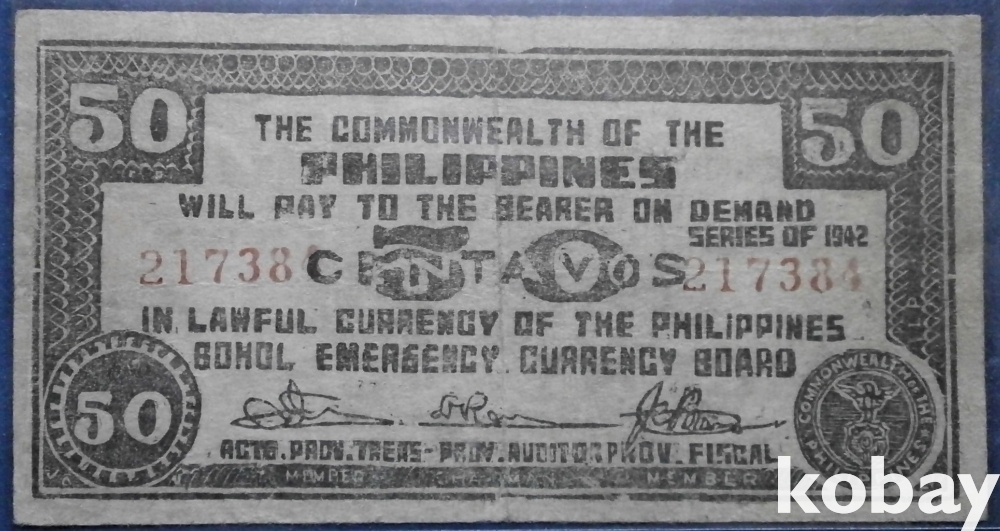 50 50
THE COMMONWEALTH OF THE
PHILIPPINES
WILL PAY TO THE BEARER ON DEMAND
SERIES OF 1942
21738 CENTAVOS 217384
IN LAWFUL CURRENCY OF THE PHILIPPINES
BOHOL EMERGENCY CURRENCY BOARD
50
COMMONWEALTH OF THE PHILIPPINES
ACTG. PROV. TREAS- PROV. AUDITOR PROV. FISCAL
MEMBER CHAIRMAN MEMBER
kobay